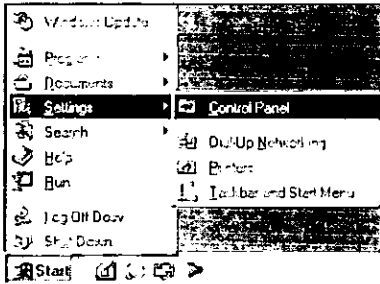 Windows Update
Programs
Documents
Settings
Search
Help
Run
Log Off
Shut Down
Start
Control Panel
Dial-Up Networking
Printers
Taskbar and Start Menu